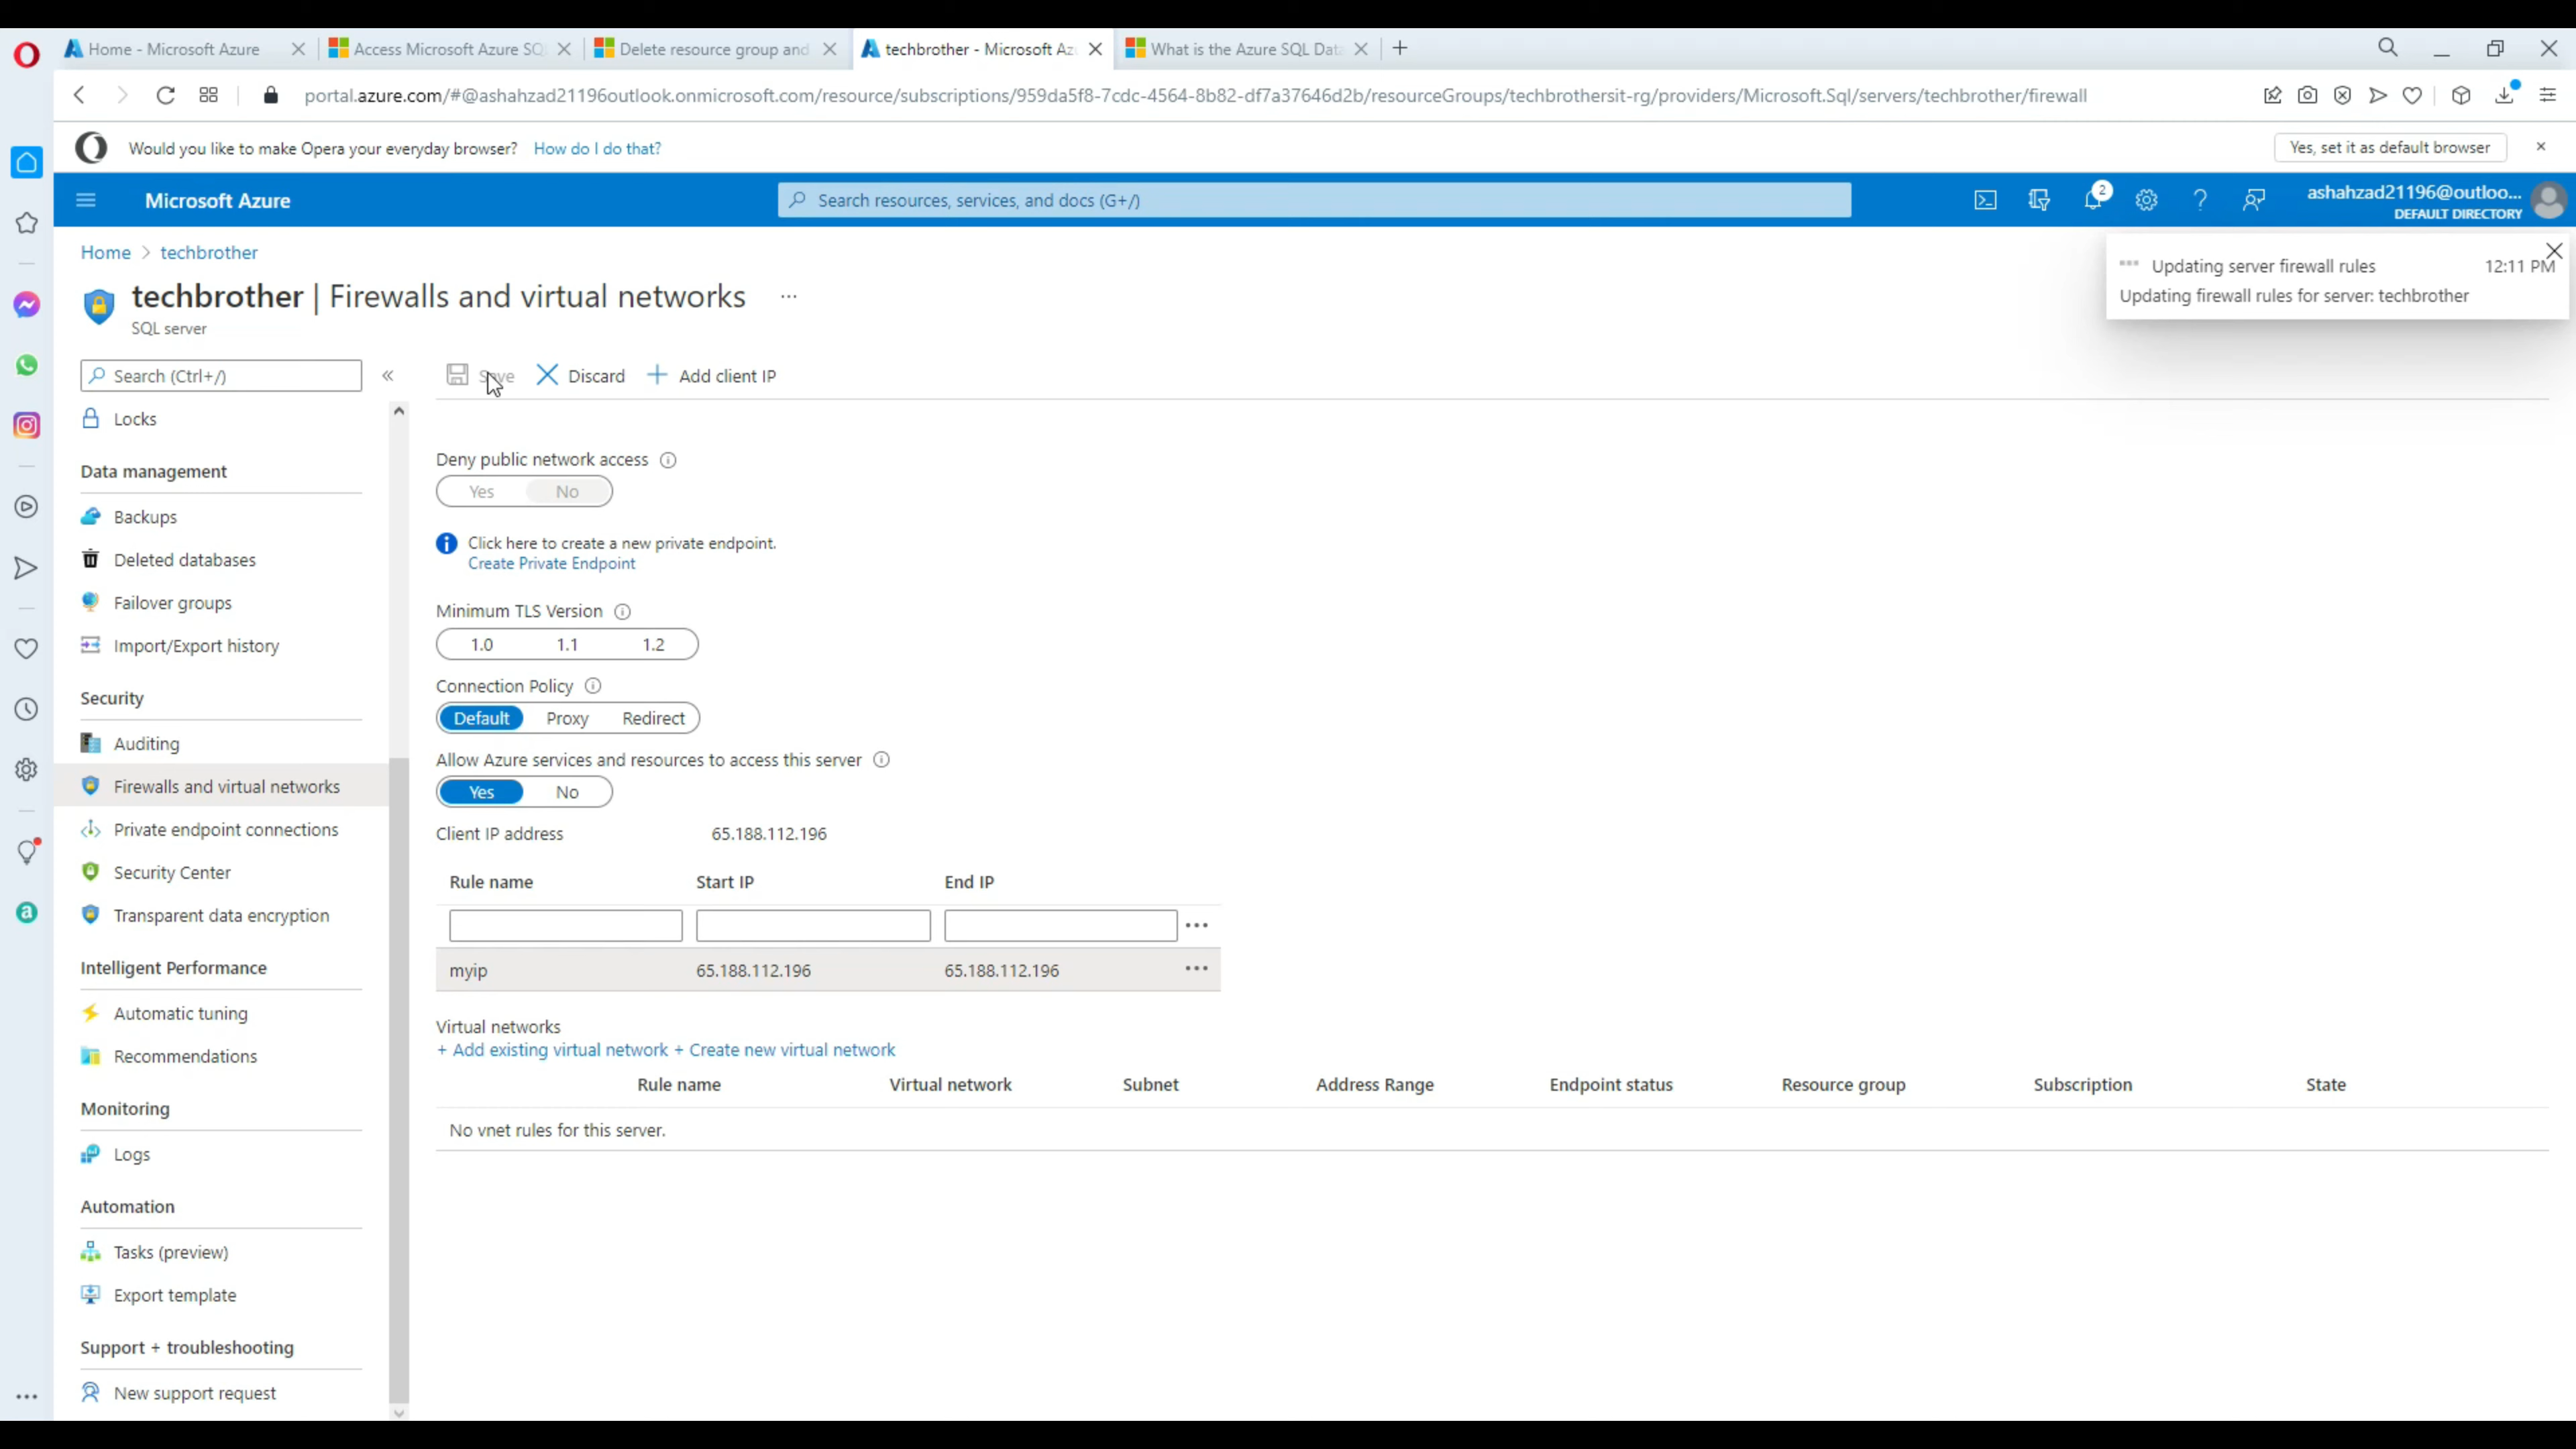 Home - Microsoft Azure
Access Microsoft Azure SQ
Delete resource group and
techbrother - Microsoft Az
What is the Azure SQL Dat
portal.azure.com/#@ashahzad21196outlook.onmicrosoft.com/resource/subscriptions/959da5f8-7cdc-4564-8b82-df7a37646d2b/resourceGroups/techbrothersit-rg/providers/Microsoft.Sql/servers/techbrother/firewall
Would you like to make Opera your everyday browser? How do I do that?
Yes, set it as default browser
Microsoft Azure
Search resources, services, and docs (G+/)
2
ashahzad21196@outloo...
DEFAULT DIRECTORY
Home > techbrother
Updating server firewall rules 12:11 PM
Updating firewall rules for server: techbrother
techbrother | Firewalls and virtual networks ...
SQL server
Search (Ctrl+/)
«
Save
Discard
Add client IP
Locks
Data management
Backups
Deleted databases
Failover groups
Import/Export history
Security
Auditing
Firewalls and virtual networks
Private endpoint connections
Security Center
Transparent data encryption
Intelligent Performance
Automatic tuning
Recommendations
Monitoring
Logs
Automation
Tasks (preview)
Export template
Support + troubleshooting
New support request
Deny public network access
Yes No
Click here to create a new private endpoint.
Create Private Endpoint
Minimum TLS Version
1.0 1.1 1.2
Connection Policy
Default Proxy Redirect
Allow Azure services and resources to access this server
Yes No
Client IP address 65.188.112.196
Rule name Start IP End IP
myip 65.188.112.196 65.188.112.196
Virtual networks
+ Add existing virtual network + Create new virtual network
Rule name Virtual network Subnet Address Range Endpoint status Resource group Subscription State
No vnet rules for this server.